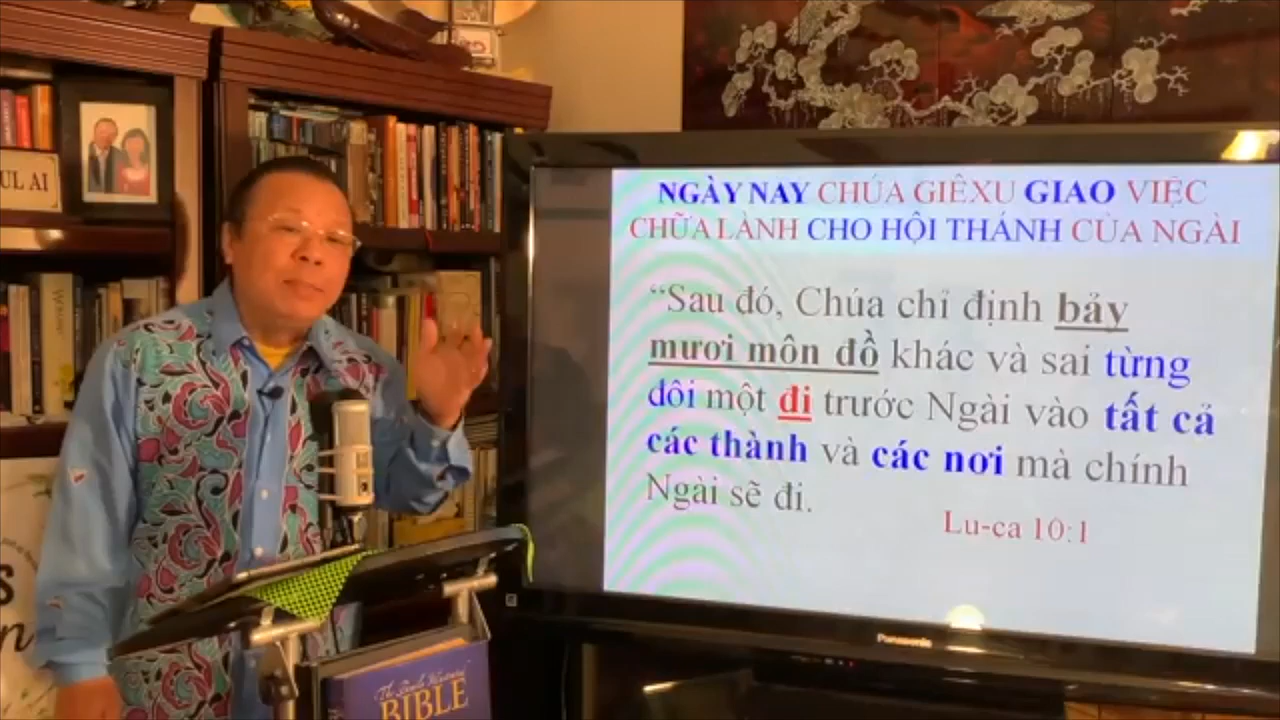 UL AI
NGÀY NAY CHÚA GIÊXU GIAO VIỆC
CHỮA LÀNH CHO HỘI THÁNH CỦA NGÀI
“Sau đó, Chúa chỉ định bảy
mươi môn đồ khác và sai từng
đôi một đi trước Ngài vào tất cả
các thành và các nơi mà chính
Ngài sẽ đi.
Lu-ca 10:1
Panasonic
BIBLE